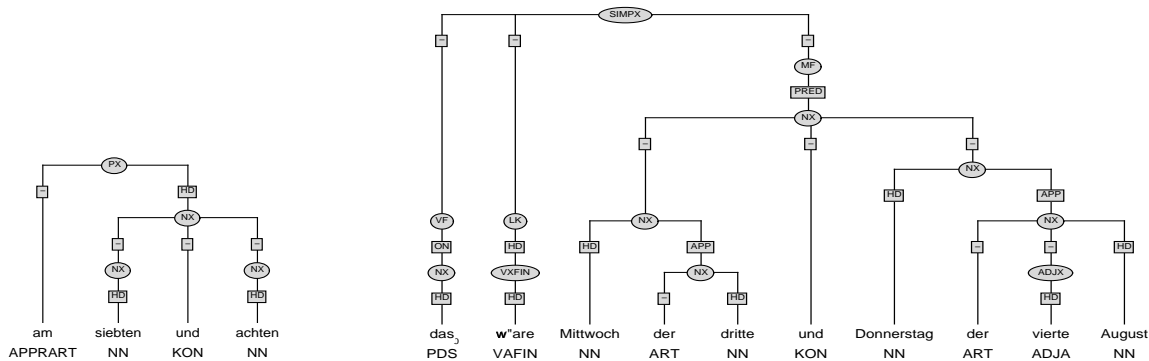 SIMPX
– – –
MF
PRED
NX
– – –
PX NX
– HD HD APP
NX VF LK NX NX
– – – ON HD HD APP – – HD
NX NX NX VXFIN NX ADJX
HD HD HD HD – HD HD
am siebten und achten das, w"are Mittwoch der dritte und Donnerstag der vierte August
APPRART NN KON NN PDS VAFIN NN ART NN KON NN ART ADJA NN